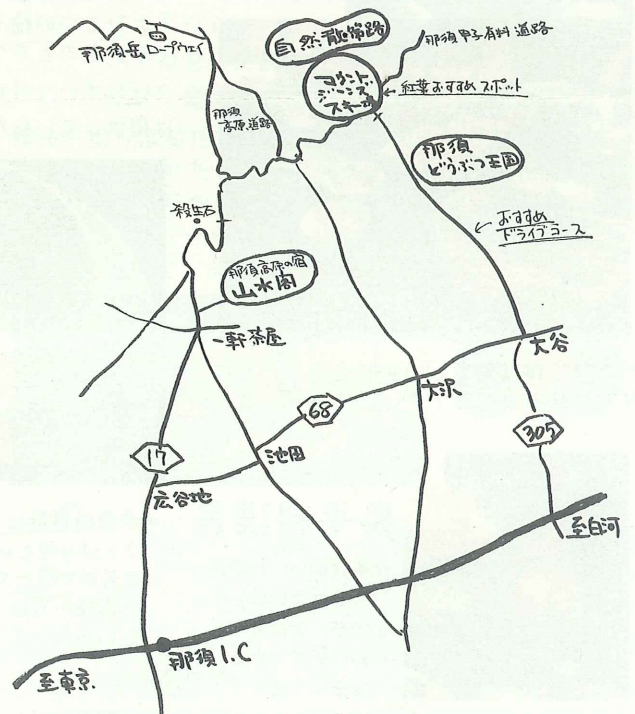 那須岳
ロープウェイ
自然散策路
那須甲子有料道路
マウント
ジーンズ
スキー場
紅葉おすすめスポット
那須
高原道路
那須
どうぶつ王国
殺生石
おすすめ
ドライブコース
那須高原の宿
山水閣
一軒茶屋
大谷
大沢
68
305
17
池田
広谷地
至白河
那須I.C
至東京